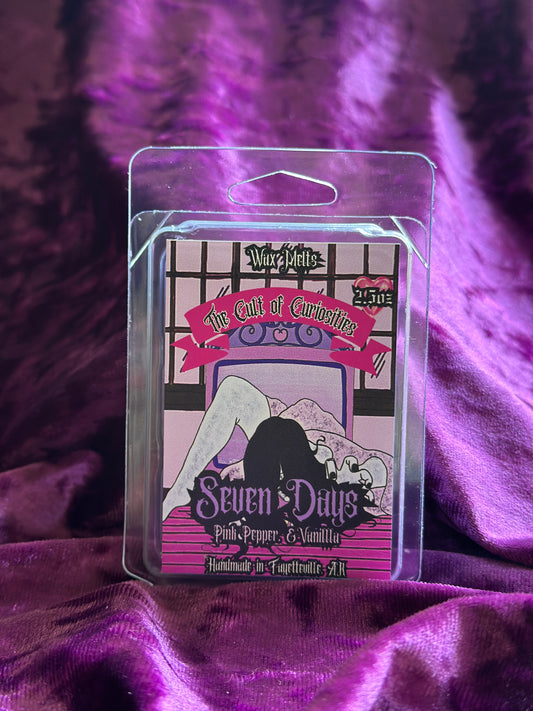 Wax Melts
2.5oz
The Cult of Curiosities
Seven Days
Pink Pepper & Vanilla
Handmade in Fayetteville AR